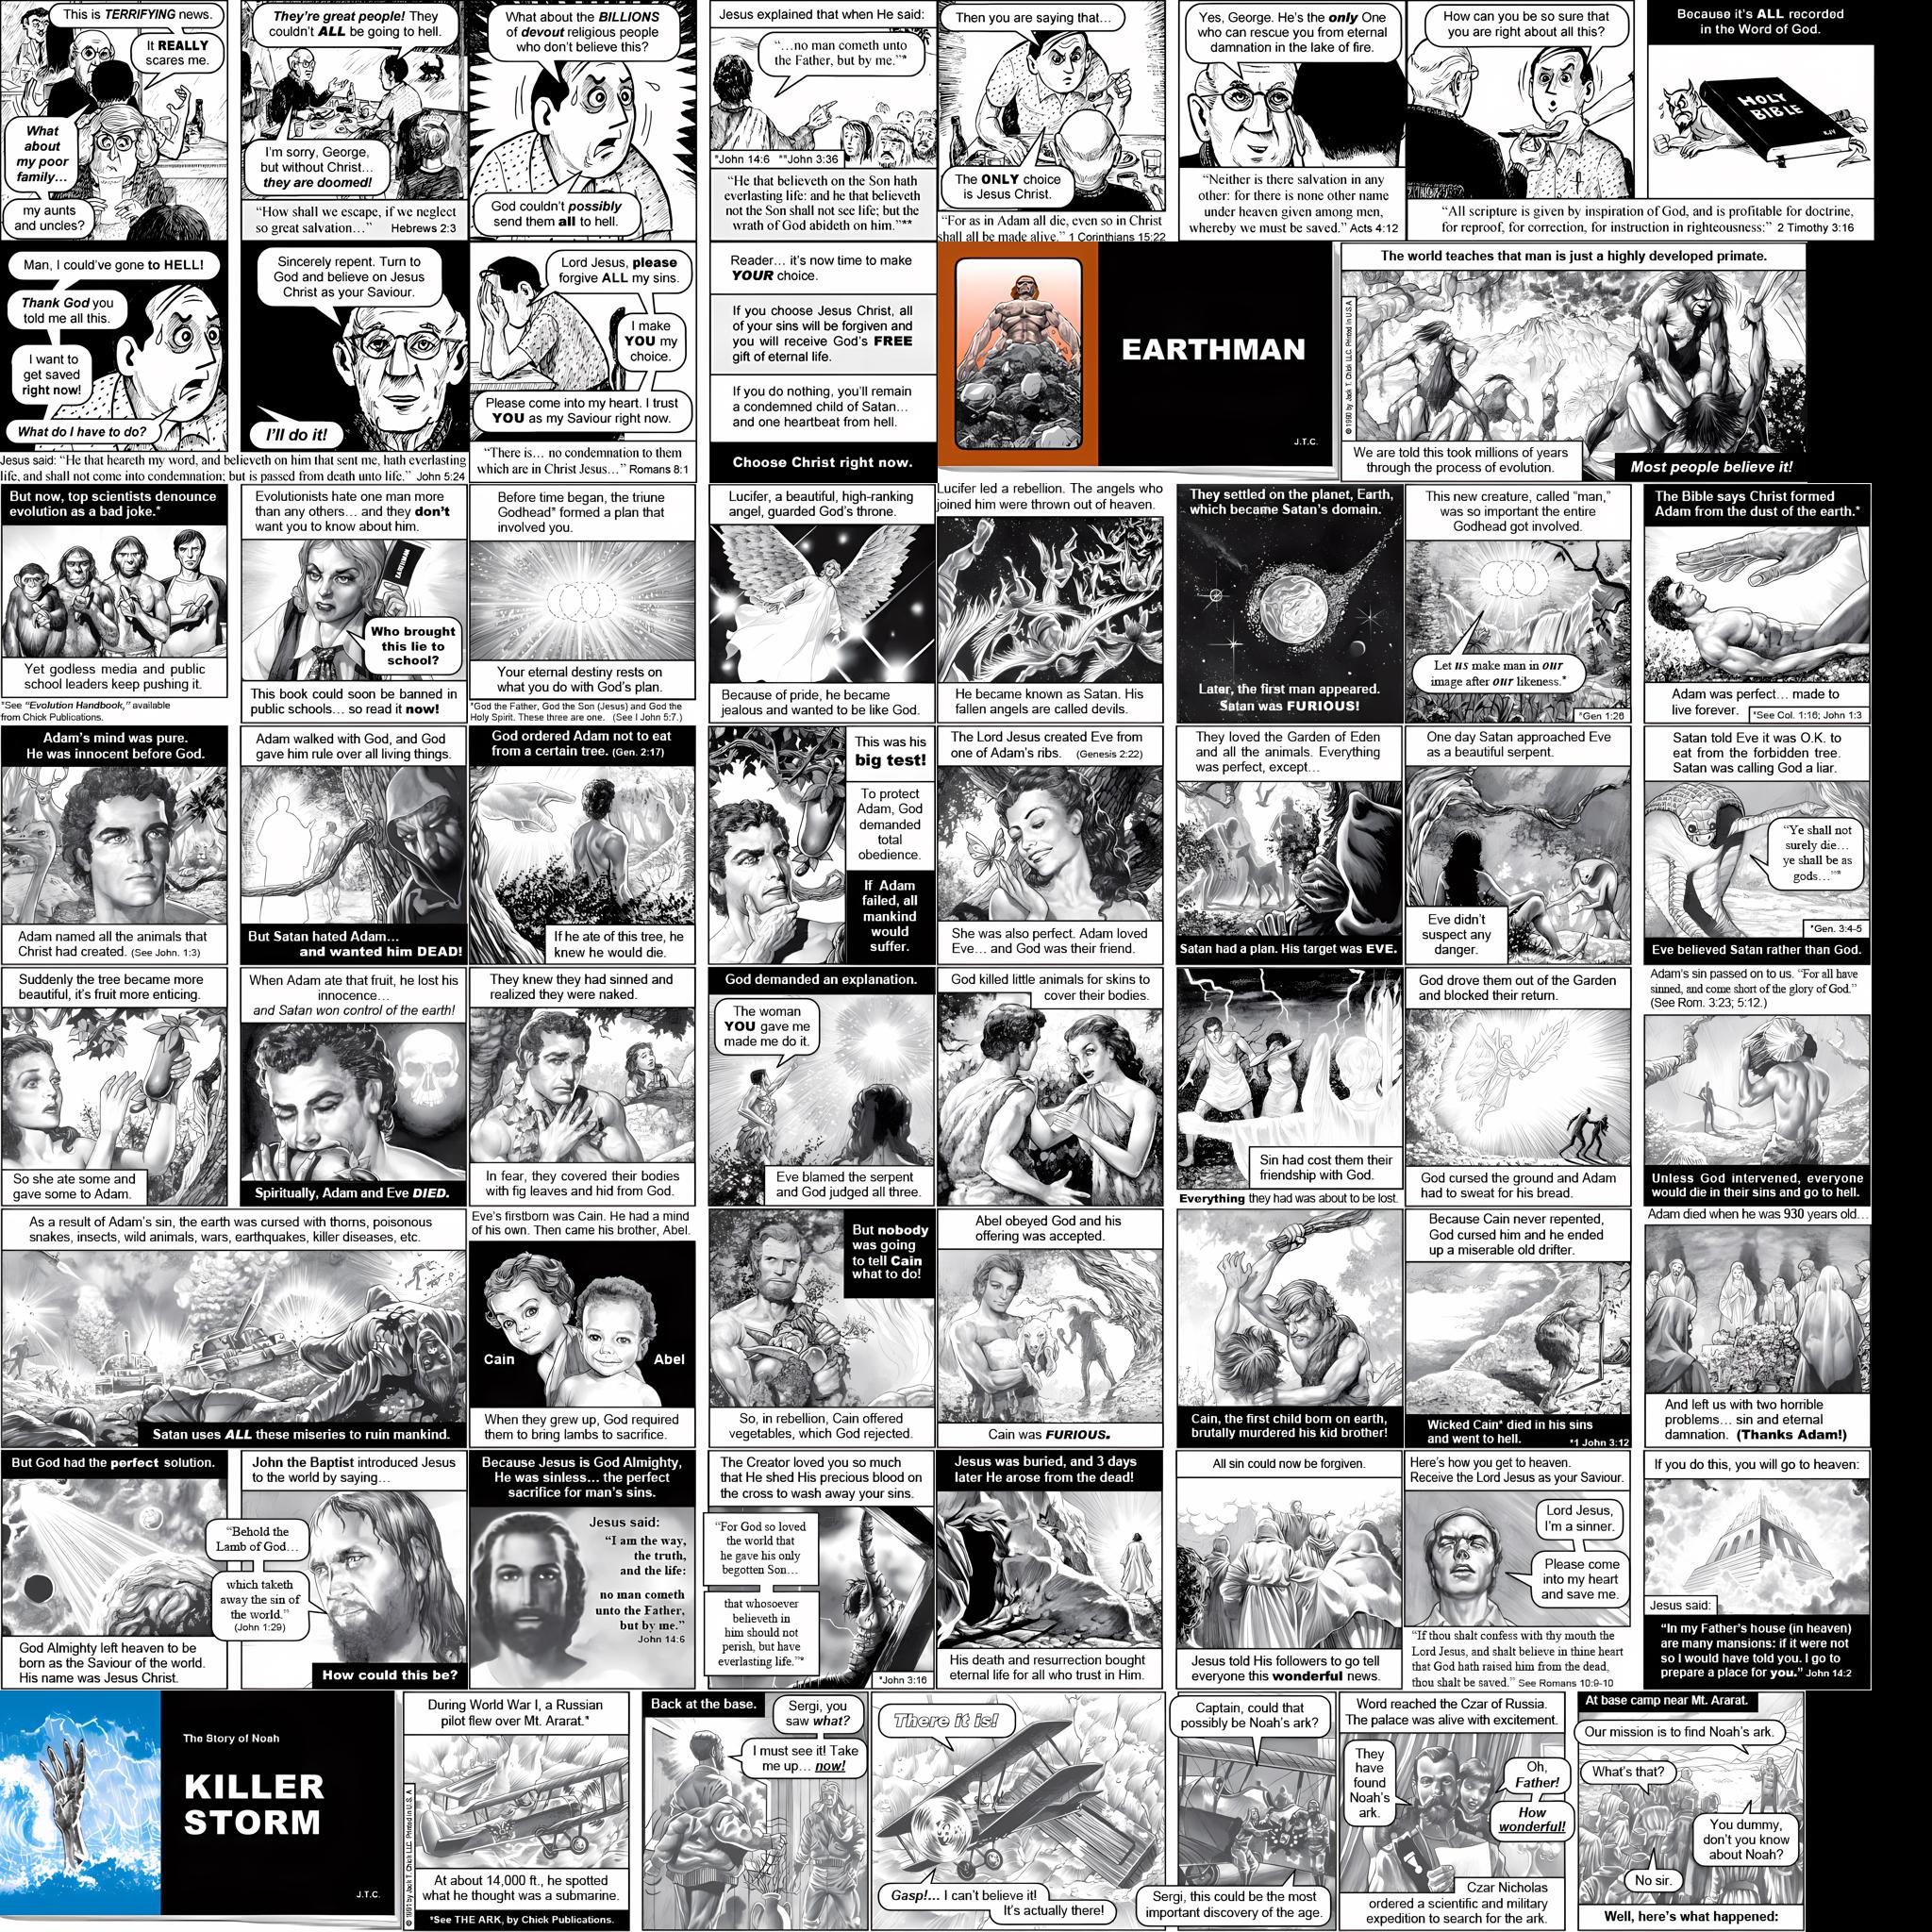 This is TERRIFYING news.
It REALLY
scares me.
What
about
my poor
family…
my aunts
and uncles?
They're great people! They
couldn't ALL be going to hell.
I'm sorry, George,
but without Christ…
they are doomed!
“How shall we escape, if we neglect
so great salvation…” Hebrews 2:3
What about the BILLIONS
of devout religious people
who don't believe this?
God couldn't possibly
send them all to hell.
Jesus explained that when He said:
“…no man cometh unto
the Father, but by me.”*
*John 14:6 **John 3:36
“He that believeth on the Son hath
everlasting life: and he that believeth
not the Son shall not see life; but the
wrath of God abideth on him.”**
Then you are saying that…
The ONLY choice
is Jesus Christ.
“For as in Adam all die, even so in Christ
shall all be made alive.” 1 Corinthians 15:22
Yes, George. He's the only One
who can rescue you from eternal
damnation in the lake of fire.
“Neither is there salvation in any
other: for there is none other name
under heaven given among men,
whereby we must be saved.” Acts 4:12
How can you be so sure that
you are right about all this?
Because it's ALL recorded
in the Word of God.
HOLY
BIBLE
KJV
“All scripture is given by inspiration of God, and is profitable for doctrine,
for reproof, for correction, for instruction in righteousness:” 2 Timothy 3:16
Man, I could've gone to HELL!
Thank God you
told me all this.
I want to
get saved
right now!
What do I have to do?
Sincerely repent. Turn to
God and believe on Jesus
Christ as your Saviour.
I'll do it!
Jesus said: “He that heareth my word, and believeth on him that sent me, hath everlasting
life, and shall not come into condemnation; but is passed from death unto life.” John 5:24
Lord Jesus, please
forgive ALL my sins.
I make
YOU my
choice.
Please come into my heart. I trust
YOU as my Saviour right now.
“There is… no condemnation to them
which are in Christ Jesus…” Romans 8:1
Reader… it's now time to make
YOUR choice.
If you choose Jesus Christ, all
of your sins will be forgiven and
you will receive God's FREE
gift of eternal life.
If you do nothing, you'll remain
a condemned child of Satan…
and one heartbeat from hell.
Choose Christ right now.
EARTHMAN
J.T.C.
The world teaches that man is just a highly developed primate.
©1990 by Jack T. Chick LLC. Printed in U.S.A
We are told this took millions of years
through the process of evolution.
Most people believe it!
But now, top scientists denounce
evolution as a bad joke.*
Yet godless media and public
school leaders keep pushing it.
*See “Evolution Handbook,” available
from Chick Publications.
Evolutionists hate one man more
than any others… and they don't
want you to know about him.
EARTHMAN
Who brought
this lie to
school?
This book could soon be banned in
public schools… so read it now!
Before time began, the triune
Godhead* formed a plan that
involved you.
Your eternal destiny rests on
what you do with God's plan.
*God the Father, God the Son (Jesus) and God the
Holy Spirit. These three are one. (See I John 5:7.)
Lucifer, a beautiful, high-ranking
angel, guarded God's throne.
Because of pride, he became
jealous and wanted to be like God.
Lucifer led a rebellion. The angels who
joined him were thrown out of heaven.
He became known as Satan. His
fallen angels are called devils.
They settled on the planet, Earth,
which became Satan's domain.
Later, the first man appeared.
Satan was FURIOUS!
This new creature, called “man,”
was so important the entire
Godhead got involved.
Let us make man in our
image after our likeness.*
*Gen 1:26
The Bible says Christ formed
Adam from the dust of the earth.*
Adam was perfect… made to
live forever. *See Col. 1:16; John 1:3
Adam's mind was pure.
He was innocent before God.
Adam named all the animals that
Christ had created. (See John. 1:3)
Adam walked with God, and God
gave him rule over all living things.
But Satan hated Adam…
and wanted him DEAD!
God ordered Adam not to eat
from a certain tree. (Gen. 2:17)
If he ate of this tree, he
knew he would die.
This was his
big test!
To protect
Adam, God
demanded
total
obedience.
If Adam
failed, all
mankind
would
suffer.
The Lord Jesus created Eve from
one of Adam's ribs. (Genesis 2:22)
She was also perfect. Adam loved
Eve… and God was their friend.
They loved the Garden of Eden
and all the animals. Everything
was perfect, except…
Satan had a plan. His target was EVE.
One day Satan approached Eve
as a beautiful serpent.
Eve didn't
suspect any
danger.
Satan told Eve it was O.K. to
eat from the forbidden tree.
Satan was calling God a liar.
“Ye shall not
surely die…
ye shall be as
gods…”*
*Gen. 3:4-5
Eve believed Satan rather than God.
Suddenly the tree became more
beautiful, it's fruit more enticing.
So she ate some and
gave some to Adam.
When Adam ate that fruit, he lost his
innocence…
and Satan won control of the earth!
Spiritually, Adam and Eve DIED.
They knew they had sinned and
realized they were naked.
In fear, they covered their bodies
with fig leaves and hid from God.
God demanded an explanation.
The woman
YOU gave me
made me do it.
Eve blamed the serpent
and God judged all three.
God killed little animals for skins to
cover their bodies.
Sin had cost them their
friendship with God.
Everything they had was about to be lost.
God drove them out of the Garden
and blocked their return.
God cursed the ground and Adam
had to sweat for his bread.
Adam's sin passed on to us. “For all have
sinned, and come short of the glory of God.”
(See Rom. 3:23; 5:12.)
Unless God intervened, everyone
would die in their sins and go to hell.
As a result of Adam's sin, the earth was cursed with thorns, poisonous
snakes, insects, wild animals, wars, earthquakes, killer diseases, etc.
Satan uses ALL these miseries to ruin mankind.
Eve's firstborn was Cain. He had a mind
of his own. Then came his brother, Abel.
Cain
Abel
When they grew up, God required
them to bring lambs to sacrifice.
But nobody
was going
to tell Cain
what to do!
So, in rebellion, Cain offered
vegetables, which God rejected.
Abel obeyed God and his
offering was accepted.
Cain was FURIOUS.
Cain, the first child born on earth,
brutally murdered his kid brother!
Because Cain never repented,
God cursed him and he ended
up a miserable old drifter.
Wicked Cain* died in his sins
and went to hell. *1 John 3:12
Adam died when he was 930 years old…
And left us with two horrible
problems… sin and eternal
damnation. (Thanks Adam!)
But God had the perfect solution.
God Almighty left heaven to be
born as the Saviour of the world.
His name was Jesus Christ.
John the Baptist introduced Jesus
to the world by saying…
“Behold the
Lamb of God…
which taketh
away the sin of
the world.”
(John 1:29)
How could this be?
Because Jesus is God Almighty,
He was sinless… the perfect
sacrifice for man's sins.
Jesus said:
“I am the way,
the truth,
and the life:
no man cometh
unto the Father,
but by me.”
John 14:6
The Creator loved you so much
that He shed His precious blood on
the cross to wash away your sins.
“For God so loved
the world that
he gave his only
begotten Son…
that whosoever
believeth in
him should not
perish, but have
everlasting life.”*
*John 3:16
Jesus was buried, and 3 days
later He arose from the dead!
His death and resurrection bought
eternal life for all who trust in Him.
All sin could now be forgiven.
Jesus told His followers to go tell
everyone this wonderful news.
Here's how you get to heaven.
Receive the Lord Jesus as your Saviour.
Lord Jesus,
I'm a sinner.
Please come
into my heart
and save me.
“If thou shalt confess with thy mouth the
Lord Jesus, and shalt believe in thine heart
that God hath raised him from the dead,
thou shalt be saved.” See Romans 10:9-10
If you do this, you will go to heaven:
Jesus said:
“In my Father's house (in heaven)
are many mansions: if it were not
so I would have told you. I go to
prepare a place for you.” John 14:2
The Story of Noah
KILLER
STORM
J.T.C.
During World War I, a Russian
pilot flew over Mt. Ararat.*
© 1991 by Jack T. Chick LLC. Printed in U.S.A
At about 14,000 ft., he spotted
what he thought was a submarine.
*See THE ARK, by Chick Publications.
Back at the base.
Sergi, you
saw what?
I must see it! Take
me up… now!
There it is!
Gasp!… I can't believe it!
It's actually there!
Captain, could that
possibly be Noah's ark?
Sergi, this could be the most
important discovery of the age.
Word reached the Czar of Russia.
The palace was alive with excitement.
They
have
found
Noah's
ark.
Oh,
Father!
How
wonderful!
Czar Nicholas
ordered a scientific and military
expedition to search for the ark.
At base camp near Mt. Ararat.
Our mission is to find Noah's ark.
What's that?
You dummy,
don't you know
about Noah?
No sir.
Well, here's what happened: